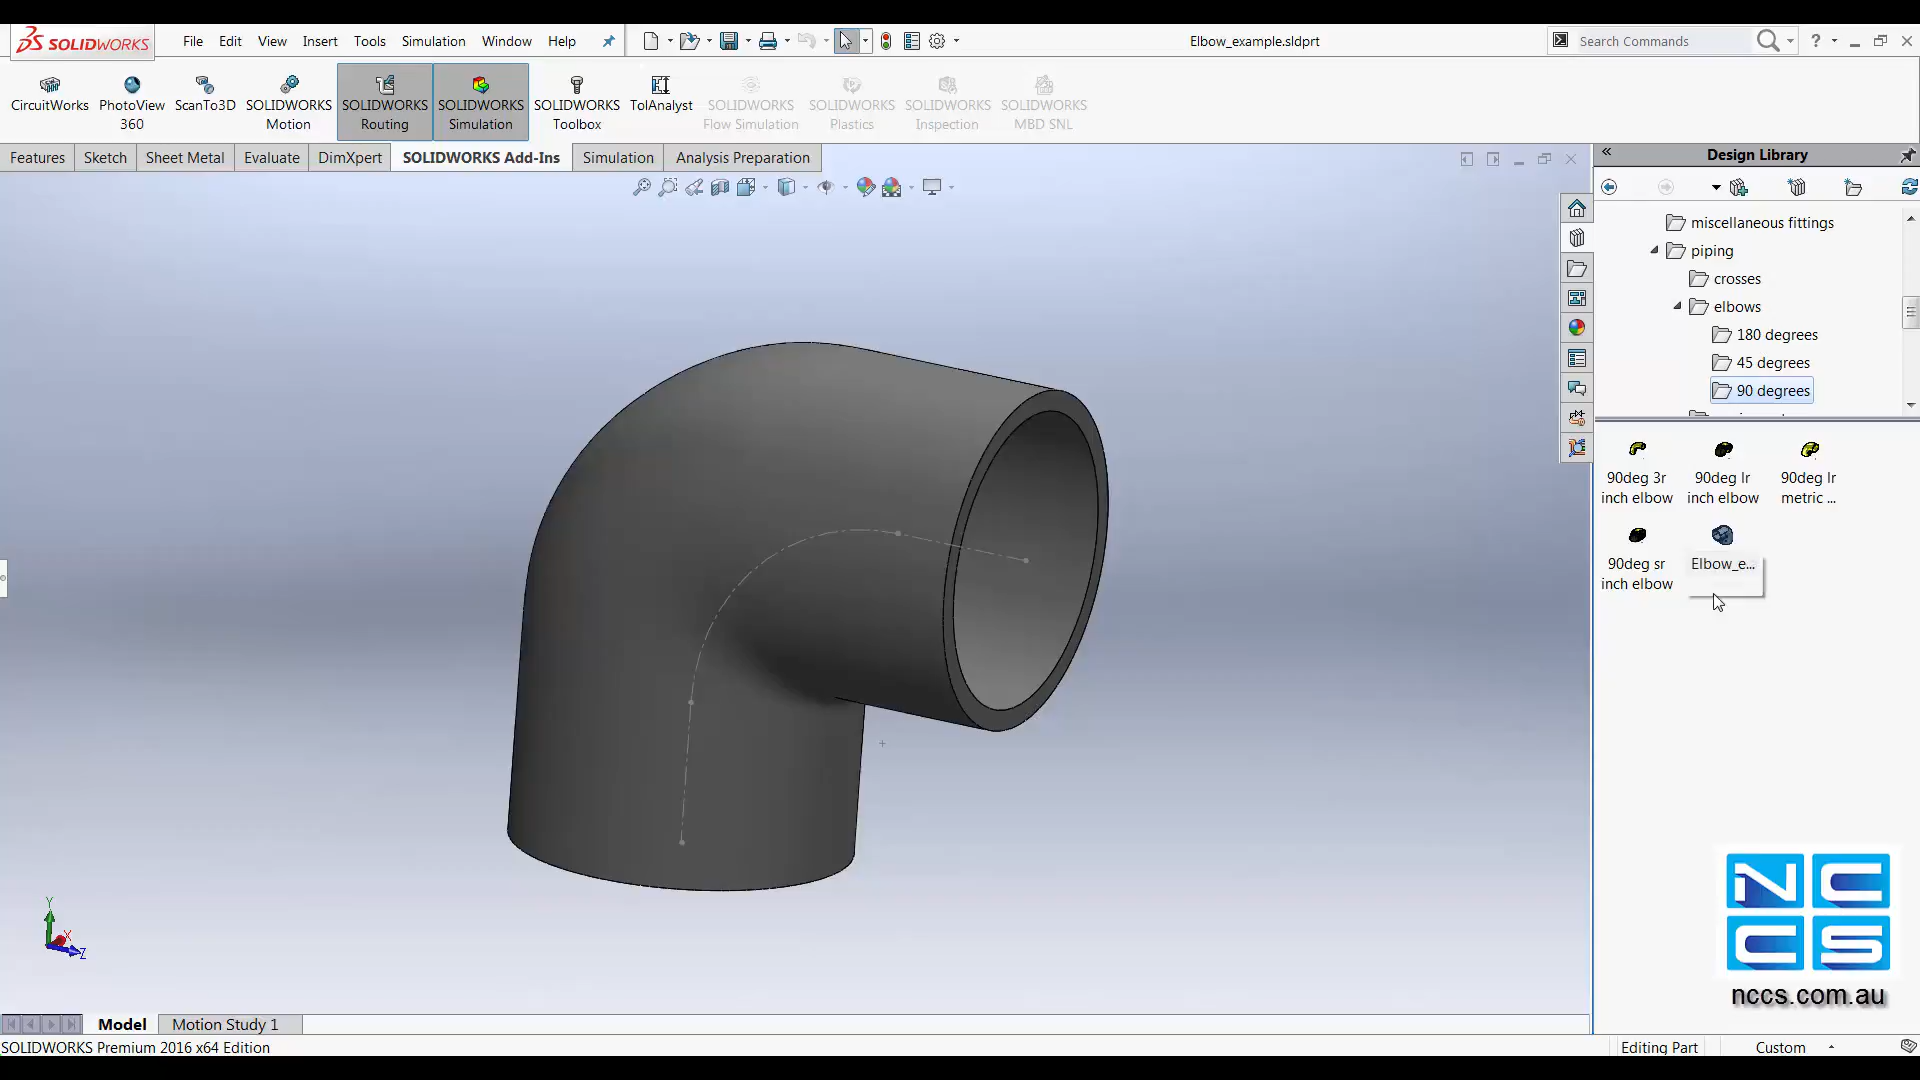 SOLIDWORKS
File Edit View Insert Tools Simulation Window Help
Elbow_example.sldprt
Search Commands
?
CircuitWorks
PhotoView
360
ScanTo3D
SOLIDWORKS
Motion
SOLIDWORKS
Routing
SOLIDWORKS
Simulation
SOLIDWORKS
Toolbox
TolAnalyst
SOLIDWORKS
Flow Simulation
SOLIDWORKS
Plastics
SOLIDWORKS
Inspection
SOLIDWORKS
MBD SNL
Features Sketch Sheet Metal Evaluate DimXpert SOLIDWORKS Add-Ins Simulation Analysis Preparation
Design Library
miscellaneous fittings
piping
crosses
elbows
180 degrees
45 degrees
90 degrees
90deg 3r
inch elbow
90deg lr
inch elbow
90deg lr
metric ...
90deg sr
inch elbow
Elbow_e...
Y
X
Z
NCCS
nccs.com.au
Model Motion Study 1
SOLIDWORKS Premium 2016 x64 Edition
Editing Part
Custom